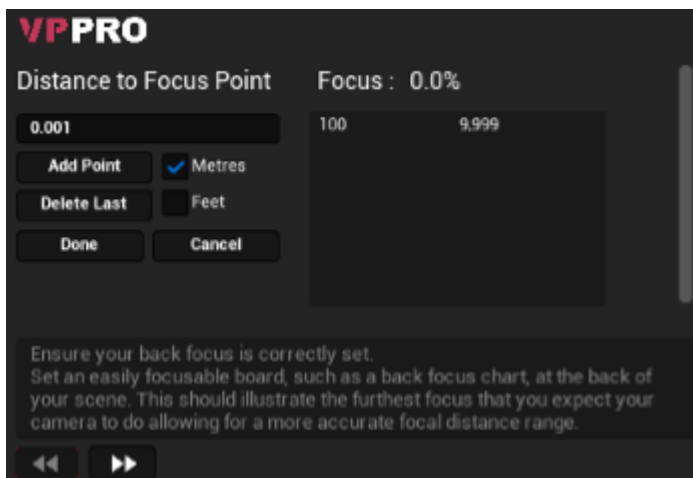 VPPRO
Distance to Focus Point
Focus : 0.0%
0.001
100 9,999
Add Point
Metres
Delete Last
Feet
Done
Cancel
Ensure your back focus is correctly set.
Set an easily focusable board, such as a back focus chart, at the back of
your scene. This should illustrate the furthest focus that you expect your
camera to do allowing for a more accurate focal distance range.